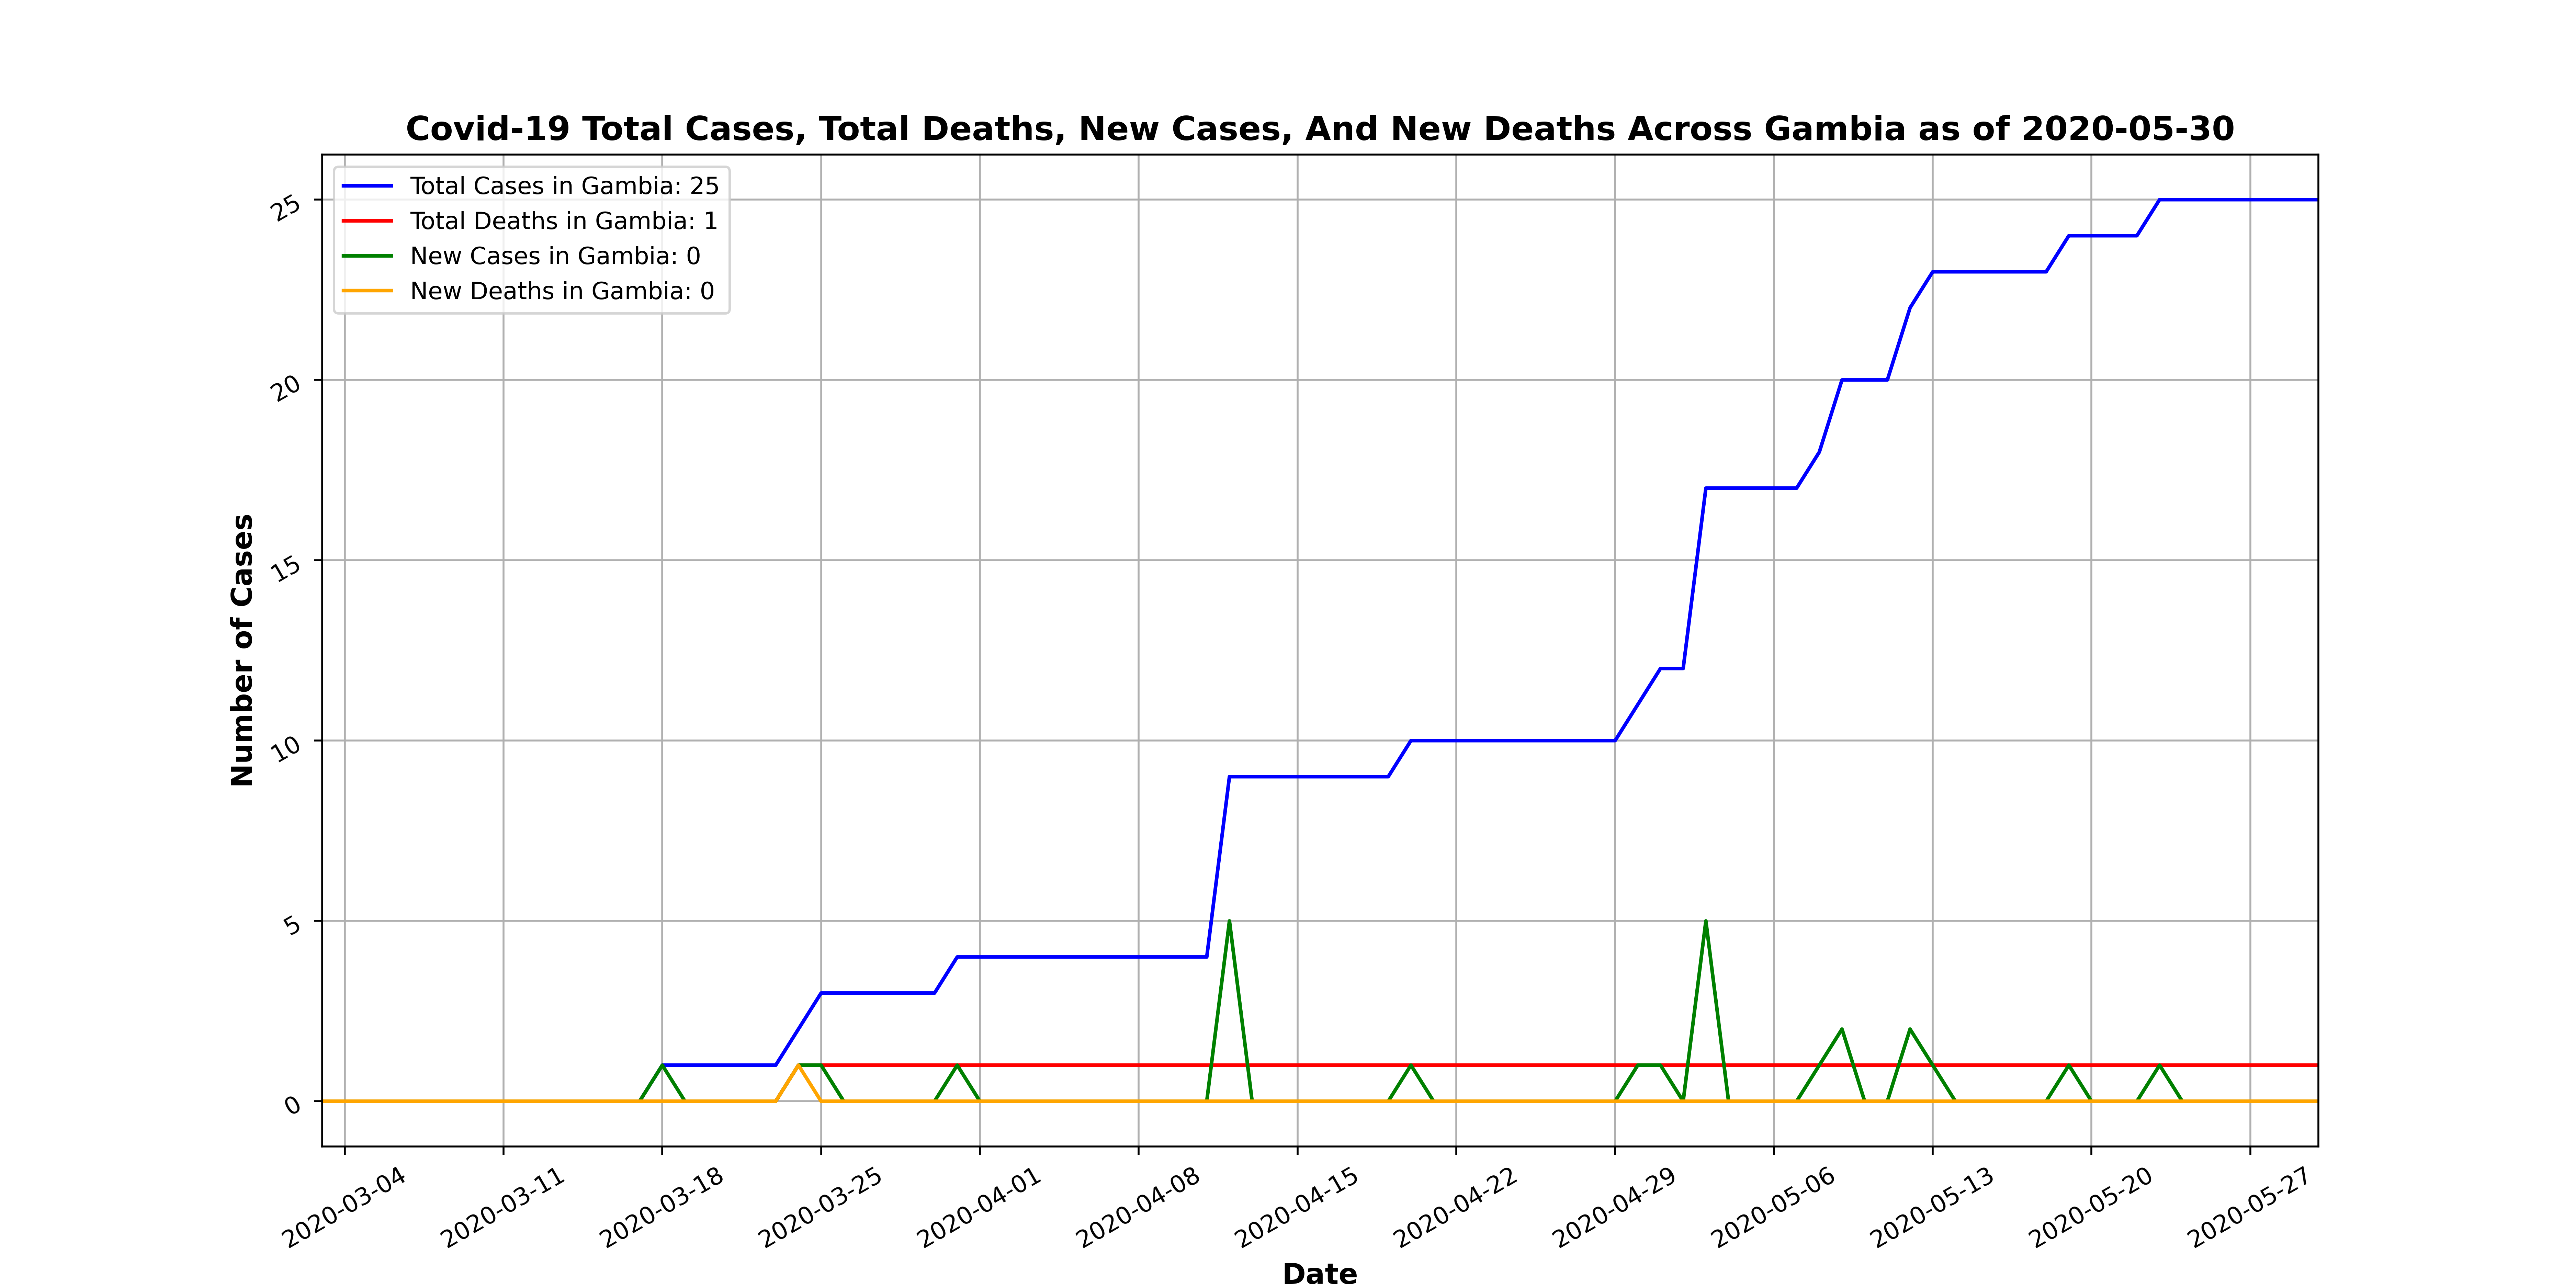 Covid-19 Total Cases, Total Deaths, New Cases, And New Deaths Across Gambia as of 2020-05-30
Total Cases in Gambia: 25
Total Deaths in Gambia: 1
New Cases in Gambia: 0
New Deaths in Gambia: 0
Number of Cases
25
20
15
10
5
0
2020-03-04
2020-03-11
2020-03-18
2020-03-25
2020-04-01
2020-04-08
2020-04-15
2020-04-22
2020-04-29
2020-05-06
2020-05-13
2020-05-20
2020-05-27
Date